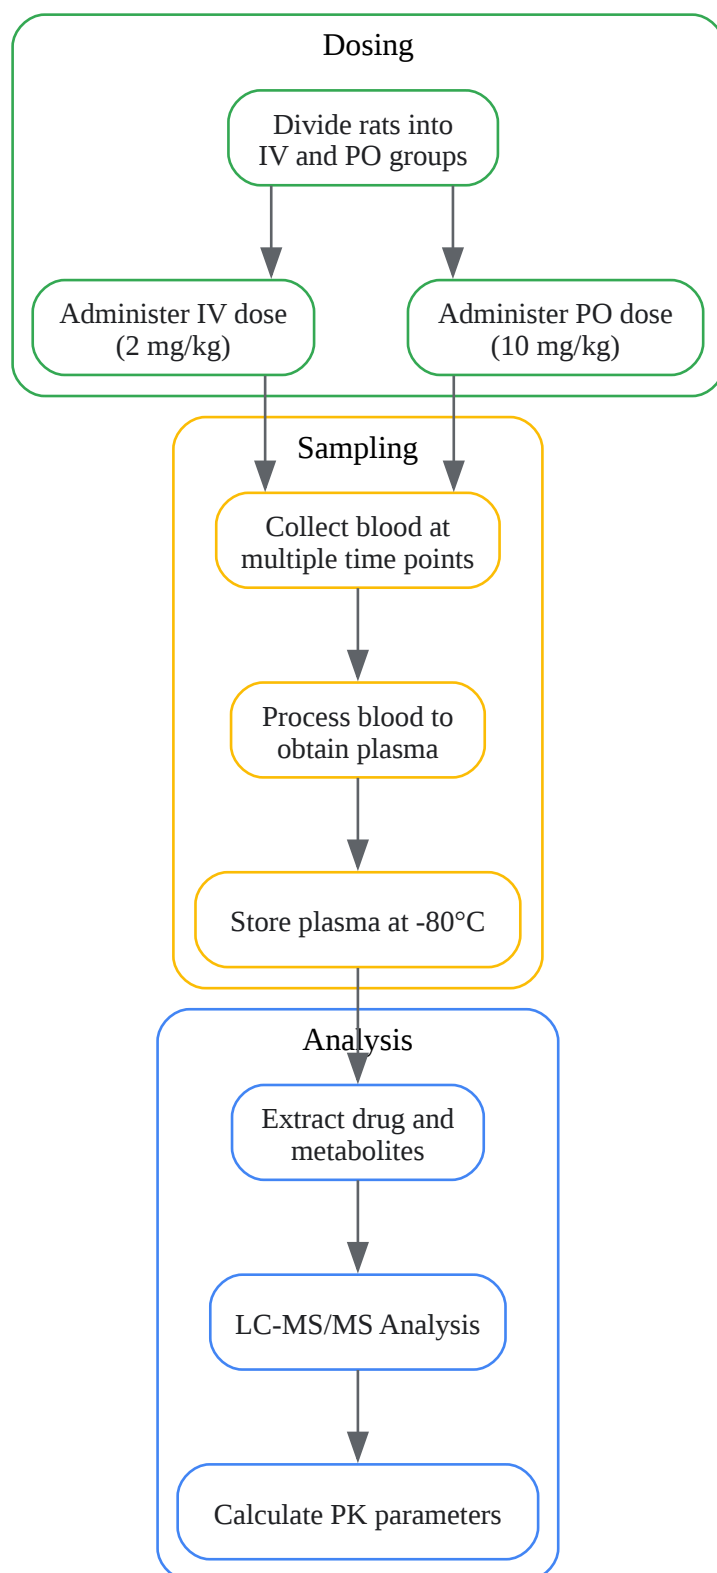 Dosing
Divide rats into
IV and PO groups
Administer IV dose
(2 mg/kg)
Administer PO dose
(10 mg/kg)
Sampling
Collect blood at
multiple time points
Process blood to
obtain plasma
Store plasma at -80°C
Analysis
Extract drug and
metabolites
LC-MS/MS Analysis
Calculate PK parameters